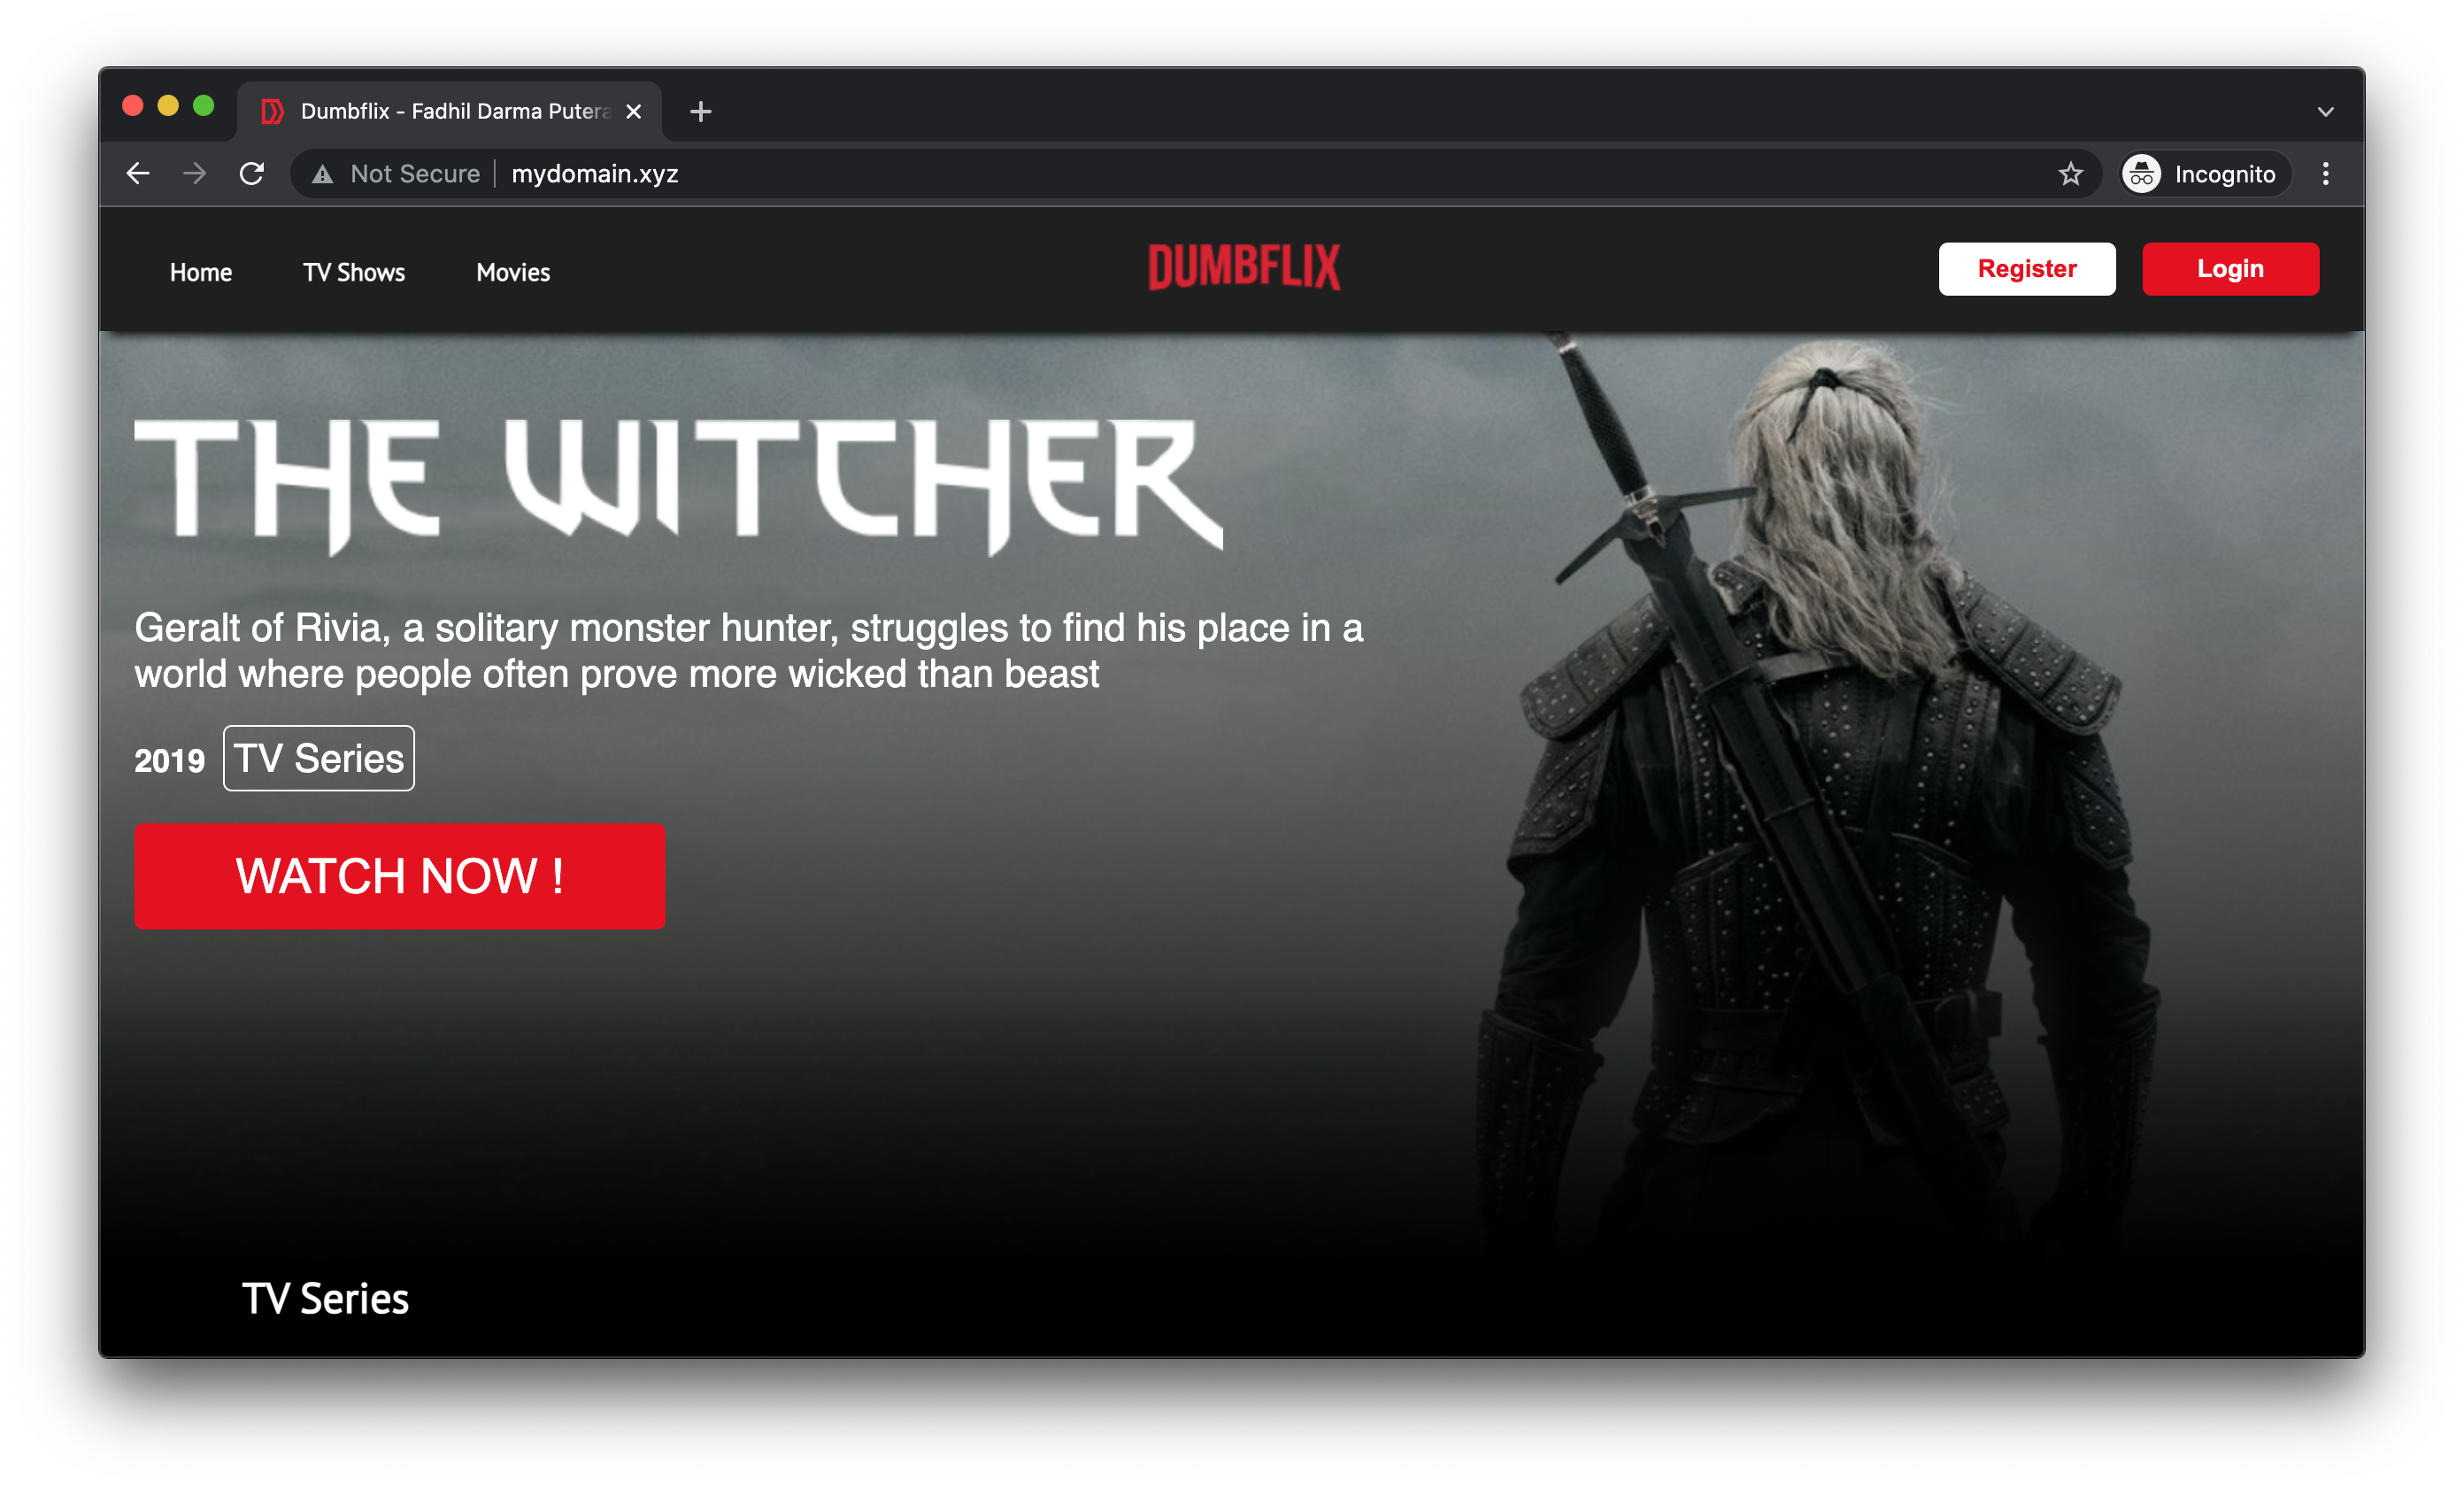 Dumbflix - Fadhil Darma Putera
Not Secure mydomain.xyz
Incognito
Home TV Shows Movies
DUMBFLIX
Register Login
THE WITCHER
Geralt of Rivia, a solitary monster hunter, struggles to find his place in a
world where people often prove more wicked than beast
2019 TV Series
WATCH NOW !
TV Series